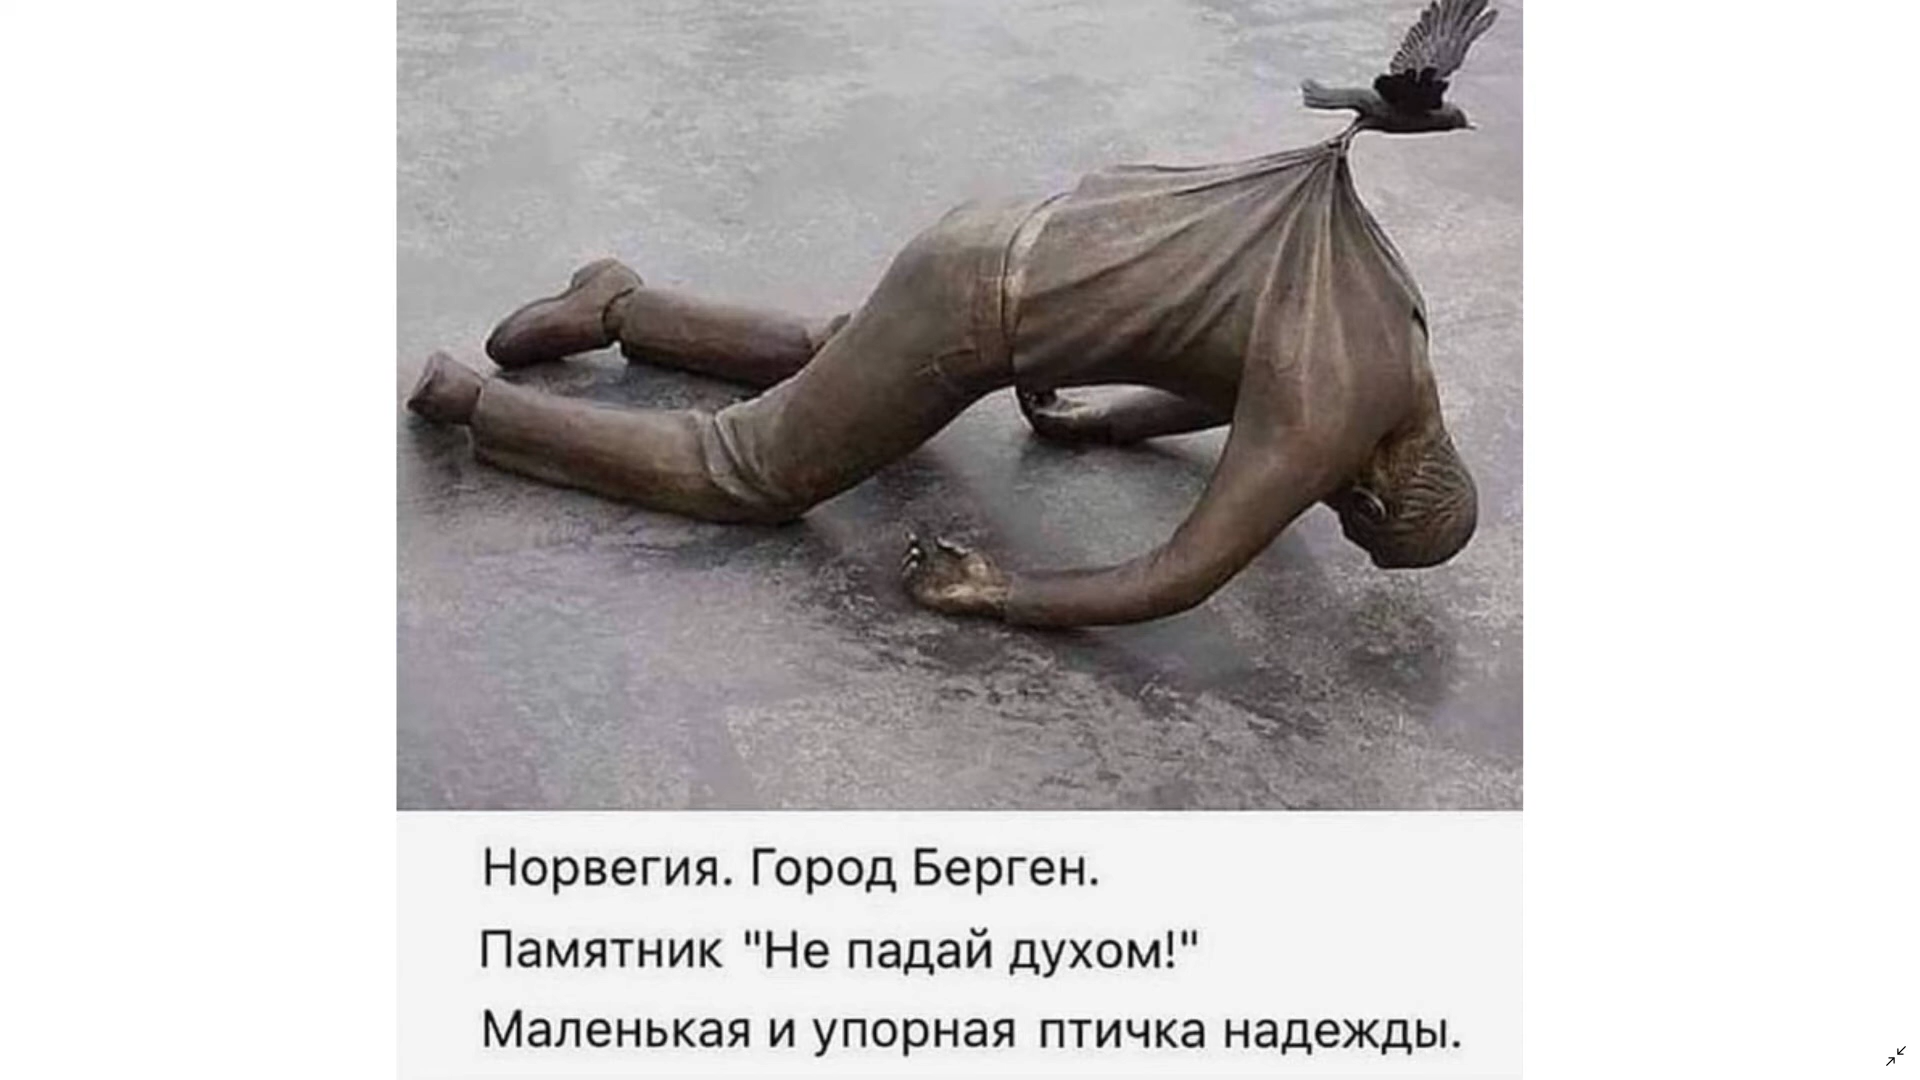 Норвегия. Город Берген.
Памятник "Не падай духом!"
Маленькая и упорная птичка надежды.